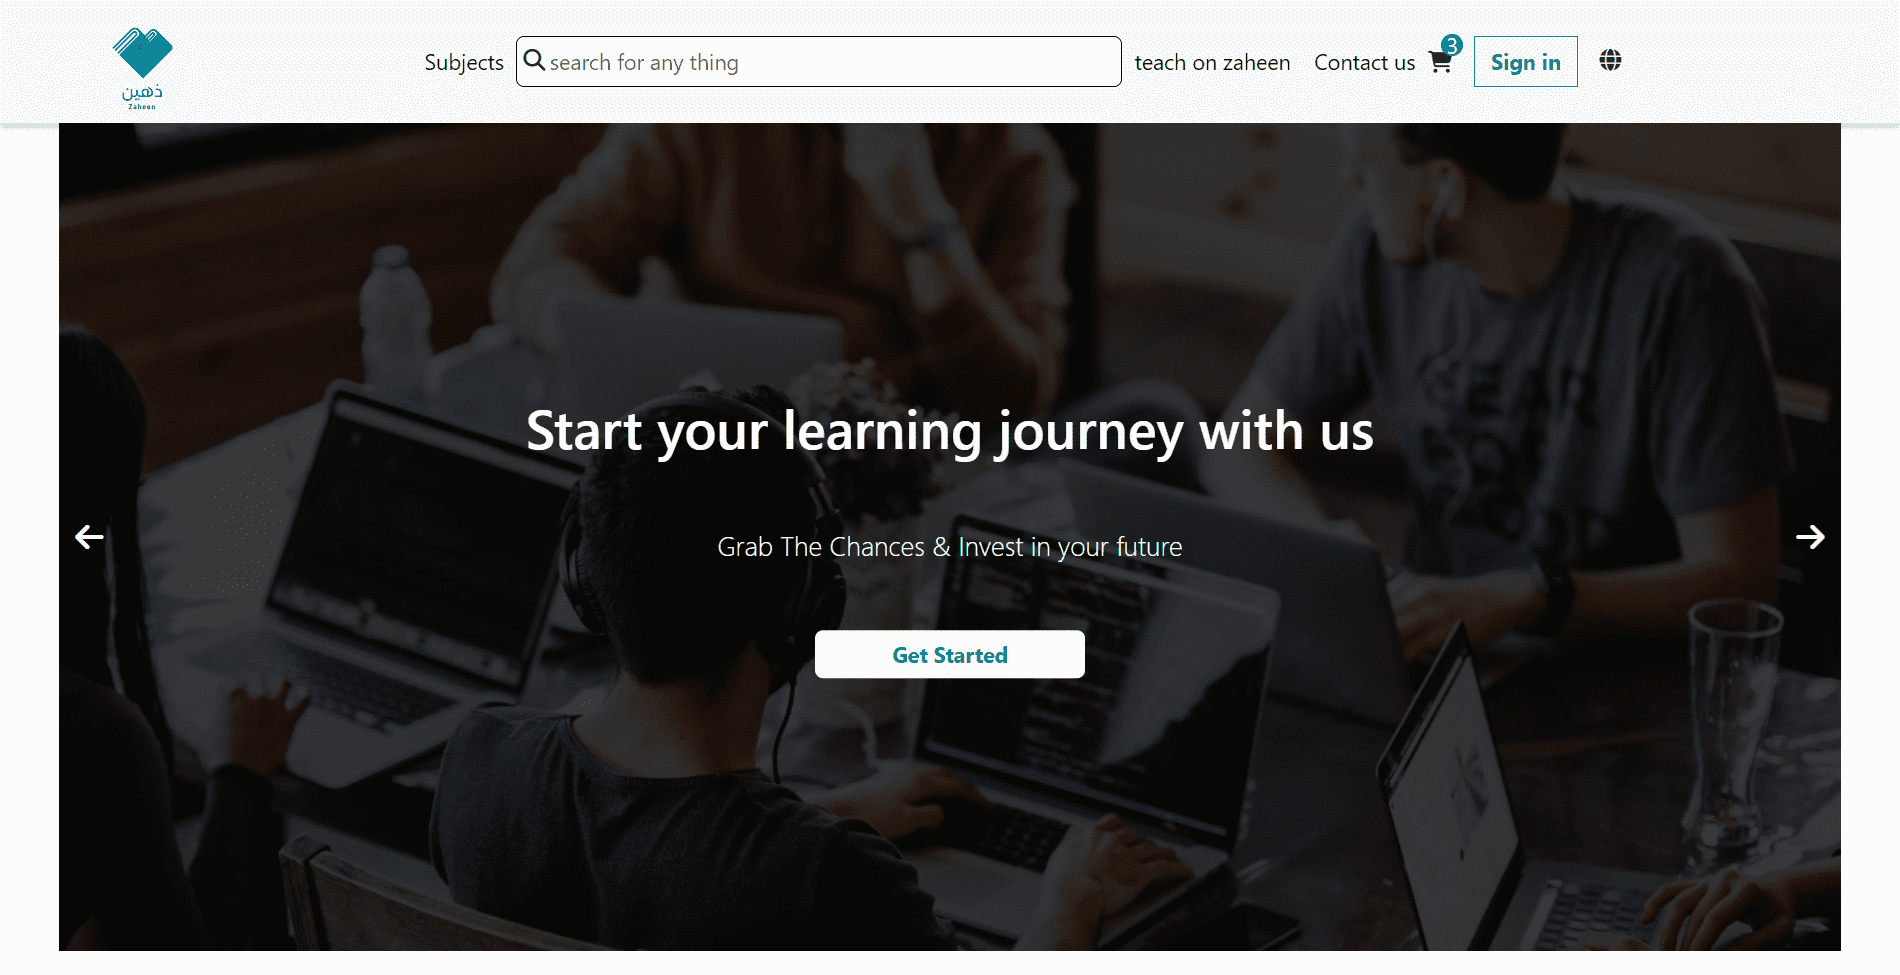 ذهين
Zaheen
Subjects
search for any thing
teach on zaheen
Contact us
3
Sign in
Start your learning journey with us
Grab The Chances & Invest in your future
Get Started